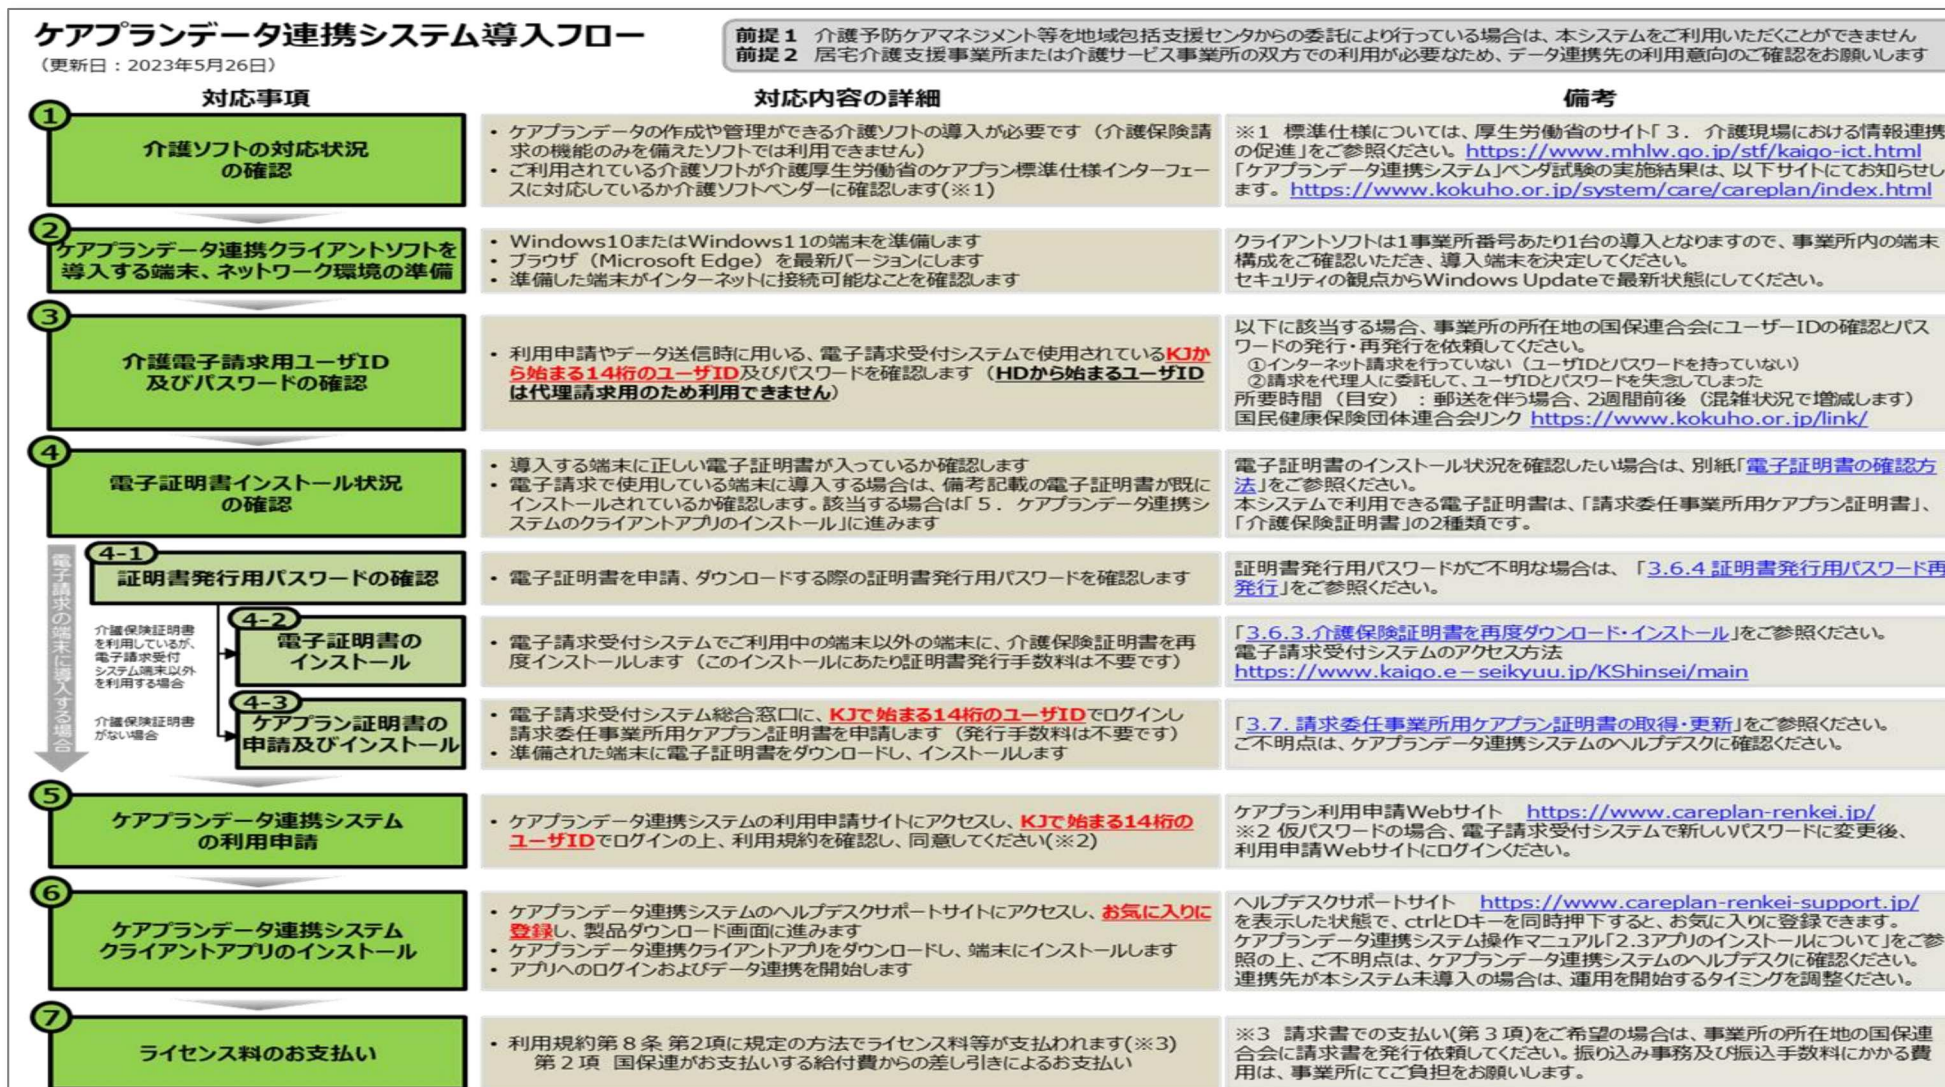 ケアプランデータ連携システム導入フロー
（更新日：2023年5月26日）
前提１　介護予防ケアマネジメント等を地域包括支援センタからの委託により行っている場合は、本システムをご利用いただくことができません
前提２　居宅介護支援事業所または介護サービス事業所の双方での利用が必要なため、データ連携先の利用意向のご確認をお願いします
対応事項
対応内容の詳細
備考
1
介護ソフトの対応状況
の確認
• ケアプランデータの作成や管理ができる介護ソフトの導入が必要です（介護保険請
求の機能のみを備えたソフトでは利用できません）
• ご利用されている介護ソフトが介護厚生労働省のケアプラン標準仕様インターフェー
スに対応しているか介護ソフトベンダーに確認します(※1)
※1 標準仕様については、厚生労働省のサイト「３．介護現場における情報連携
の促進」をご参照ください。https://www.mhlw.go.jp/stf/kaigo-ict.html
「ケアプランデータ連携システム」ベンダ試験の実施結果は、以下サイトにてお知らせし
ます。https://www.kokuho.or.jp/system/care/careplan/index.html
2
ケアプランデータ連携クライアントソフトを
導入する端末、ネットワーク環境の準備
• Windows10またはWindows11の端末を準備します
• ブラウザ（Microsoft Edge）を最新バージョンにします
• 準備した端末がインターネットに接続可能なことを確認します
クライアントソフトは1事業所番号あたり1台の導入となりますので、事業所内の端末
構成をご確認いただき、導入端末を決定してください。
セキュリティの観点からWindows Updateで最新状態にしてください。
3
介護電子請求用ユーザID
及びパスワードの確認
• 利用申請やデータ送信時に用いる、電子請求受付システムで使用されているKJか
ら始まる14桁のユーザID及びパスワードを確認します（HDから始まるユーザID
は代理請求用のため利用できません）
以下に該当する場合、事業所の所在地の国保連合会にユーザーIDの確認とパス
ワードの発行・再発行を依頼してください。
①インターネット請求を行っていない（ユーザIDとパスワードを持っていない）
②請求を代理人に委託して、ユーザIDとパスワードを失念してしまった
所要時間（目安）：郵送を伴う場合、2週間前後（混雑状況で増減します）
国民健康保険団体連合会リンク https://www.kokuho.or.jp/link/
4
電子証明書インストール状況
の確認
• 導入する端末に正しい電子証明書が入っているか確認します
• 電子請求で使用している端末に導入する場合は、備考記載の電子証明書が既に
インストールされているか確認します。該当する場合は「５．ケアプランデータ連携シ
ステムのクライアントアプリのインストール」に進みます
電子証明書のインストール状況を確認したい場合は、別紙「電子証明書の確認方
法」をご参照ください。
本システムで利用できる電子証明書は、「請求委任事業所用ケアプラン証明書」、
「介護保険証明書」の2種類です。
電子請求の端末に導入する場合
4-1
証明書発行用パスワードの確認
• 電子証明書を申請、ダウンロードする際の証明書発行用パスワードを確認します
証明書発行用パスワードがご不明な場合は、「3.6.4 証明書発行用パスワード再
発行」をご参照ください。
介護保険証明書
を利用しているが、
電子請求受付
システム端末以外
を利用する場合
4-2
電子証明書の
インストール
• 電子請求受付システムでご利用中の端末以外の端末に、介護保険証明書を再
度インストールします（このインストールにあたり証明書発行手数料は不要です）
「3.6.3.介護保険証明書を再度ダウンロード・インストール」をご参照ください。
電子請求受付システムのアクセス方法
https://www.kaigo.e－seikyuu.jp/KShinsei/main
介護保険証明書
がない場合
4-3
ケアプラン証明書の
申請及びインストール
• 電子請求受付システム総合窓口に、KJで始まる14桁のユーザIDでログインし
請求委任事業所用ケアプラン証明書を申請します（発行手数料は不要です）
• 準備された端末に電子証明書をダウンロードし、インストールします
「3.7. 請求委任事業所用ケアプラン証明書の取得・更新」をご参照ください。
ご不明点は、ケアプランデータ連携システムのヘルプデスクに確認ください。
5
ケアプランデータ連携システム
の利用申請
• ケアプランデータ連携システムの利用申請サイトにアクセスし、KJで始まる14桁の
ユーザIDでログインの上、利用規約を確認し、同意してください(※2)
ケアプラン利用申請Webサイト　https://www.careplan-renkei.jp/
※2 仮パスワードの場合、電子請求受付システムで新しいパスワードに変更後、
利用申請Webサイトにログインください。
6
ケアプランデータ連携システム
クライアントアプリのインストール
• ケアプランデータ連携システムのヘルプデスクサポートサイトにアクセスし、お気に入りに
登録し、製品ダウンロード画面に進みます
• ケアプランデータ連携クライアントアプリをダウンロードし、端末にインストールします
• アプリへのログインおよびデータ連携を開始します
ヘルプデスクサポートサイト　https://www.careplan-renkei-support.jp/
を表示した状態で、ctrlとDキーを同時押下すると、お気に入りに登録できます。
ケアプランデータ連携システム操作マニュアル「2.3アプリのインストールについて」をご参
照の上、ご不明点は、ケアプランデータ連携システムのヘルプデスクに確認ください。
連携先が本システム未導入の場合は、運用を開始するタイミングを調整ください。
7
ライセンス料のお支払い
• 利用規約第８条 第2項に規定の方法でライセンス料等が支払われます(※3)
第２項 国保連がお支払いする給付費からの差し引きによるお支払い
※3 請求書での支払い(第３項)をご希望の場合は、事業所の所在地の国保連
合会に請求書を発行依頼してください。振り込み事務及び振込手数料にかかる費
用は、事業所にてご負担をお願いします。